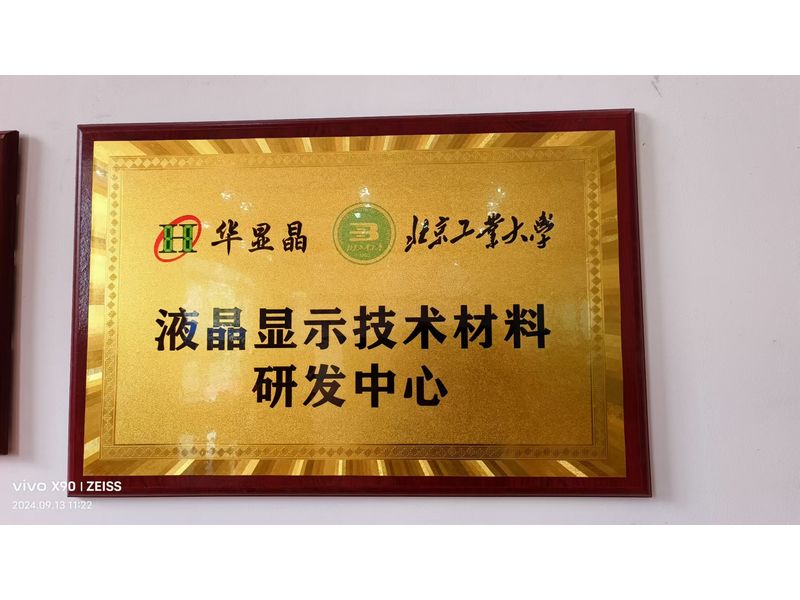 H 华显晶 北京工业大学
液晶显示技术材料
研发中心
vivo X90 | ZEISS
2024.09.13 11:22